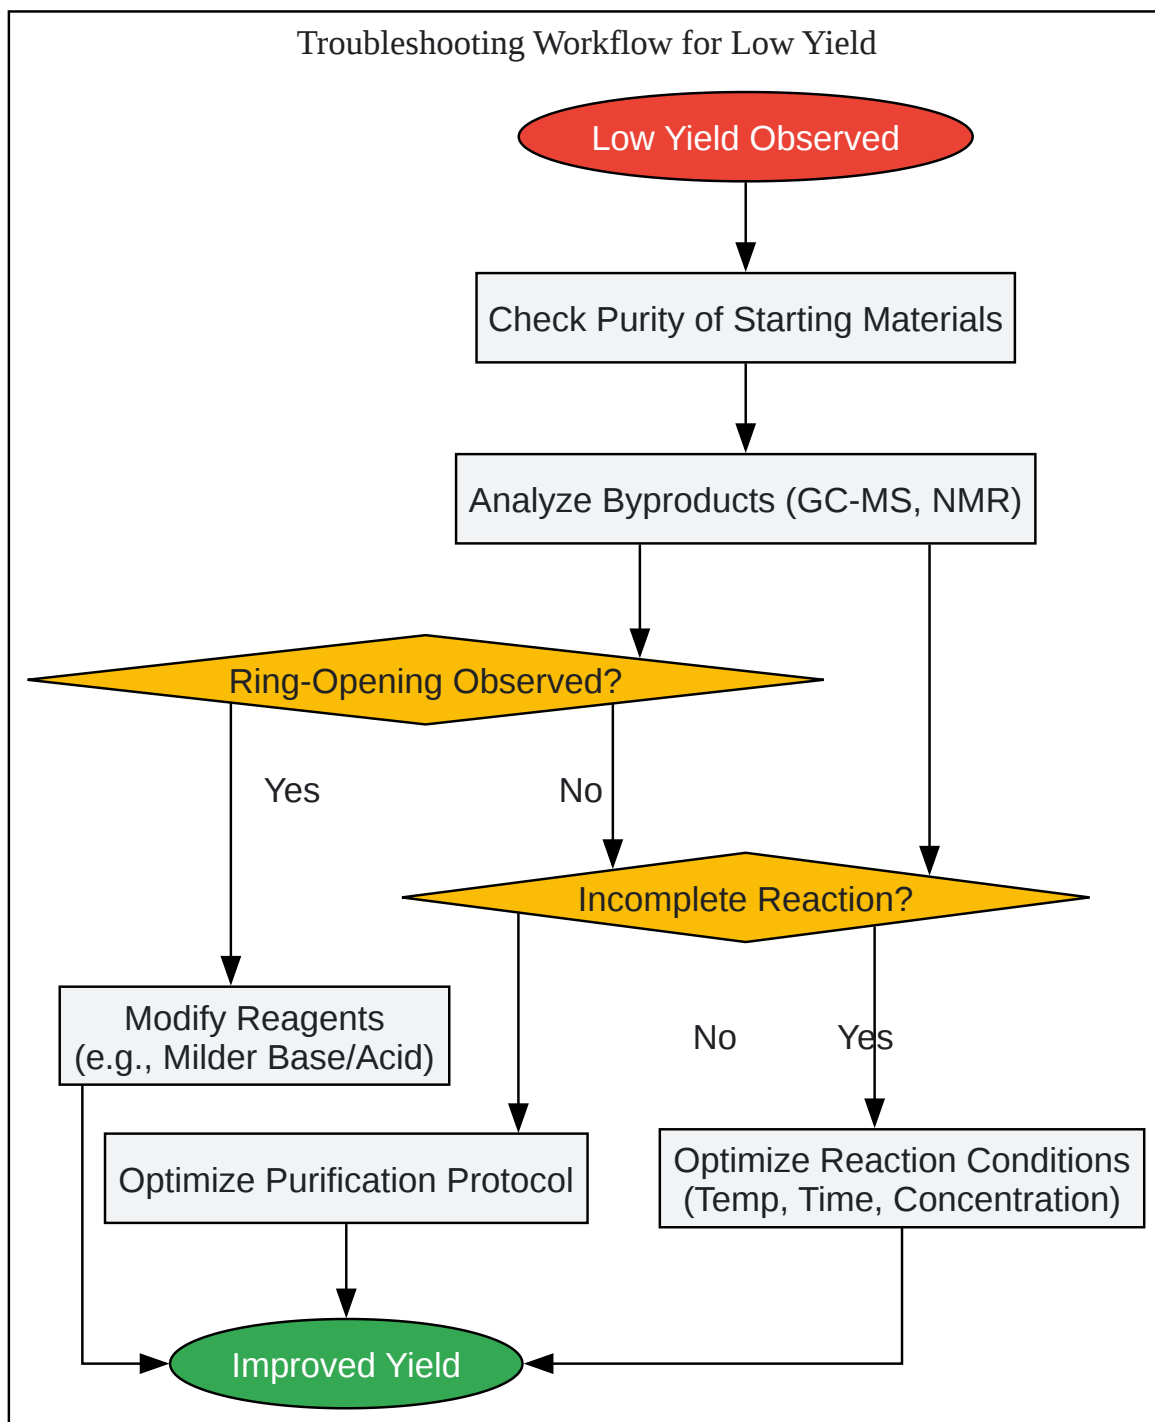 Troubleshooting Workflow for Low Yield
Low Yield Observed
Check Purity of Starting Materials
Analyze Byproducts (GC-MS, NMR)
Ring-Opening Observed?
Yes
No
Incomplete Reaction?
Modify Reagents
(e.g., Milder Base/Acid)
No
Yes
Optimize Purification Protocol
Optimize Reaction Conditions
(Temp, Time, Concentration)
Improved Yield